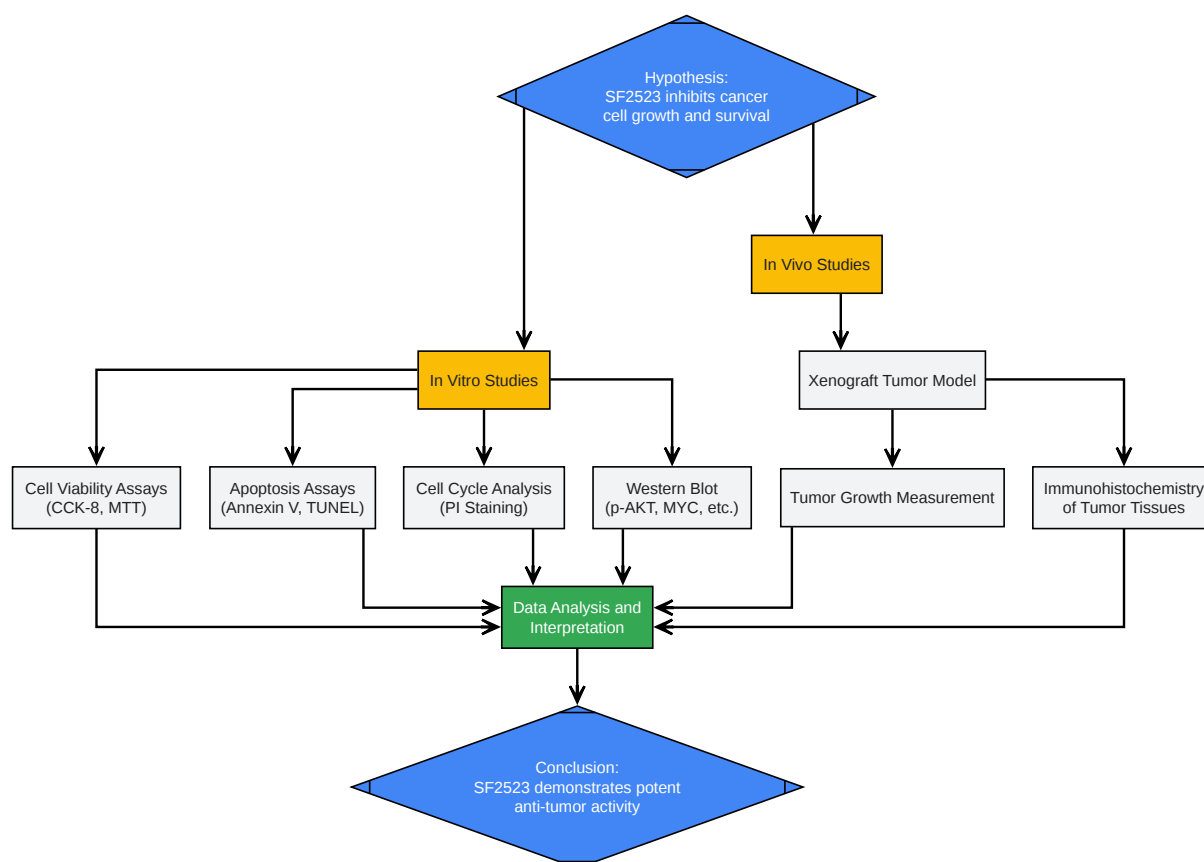 Hypothesis:
SF2523 inhibits cancer
cell growth and survival
In Vivo Studies
In Vitro Studies
Xenograft Tumor Model
Cell Viability Assays
(CCK-8, MTT)
Apoptosis Assays
(Annexin V, TUNEL)
Cell Cycle Analysis
(PI Staining)
Western Blot
(p-AKT, MYC, etc.)
Tumor Growth Measurement
Immunohistochemistry
of Tumor Tissues
Data Analysis and
Interpretation
Conclusion:
SF2523 demonstrates potent
anti-tumor activity